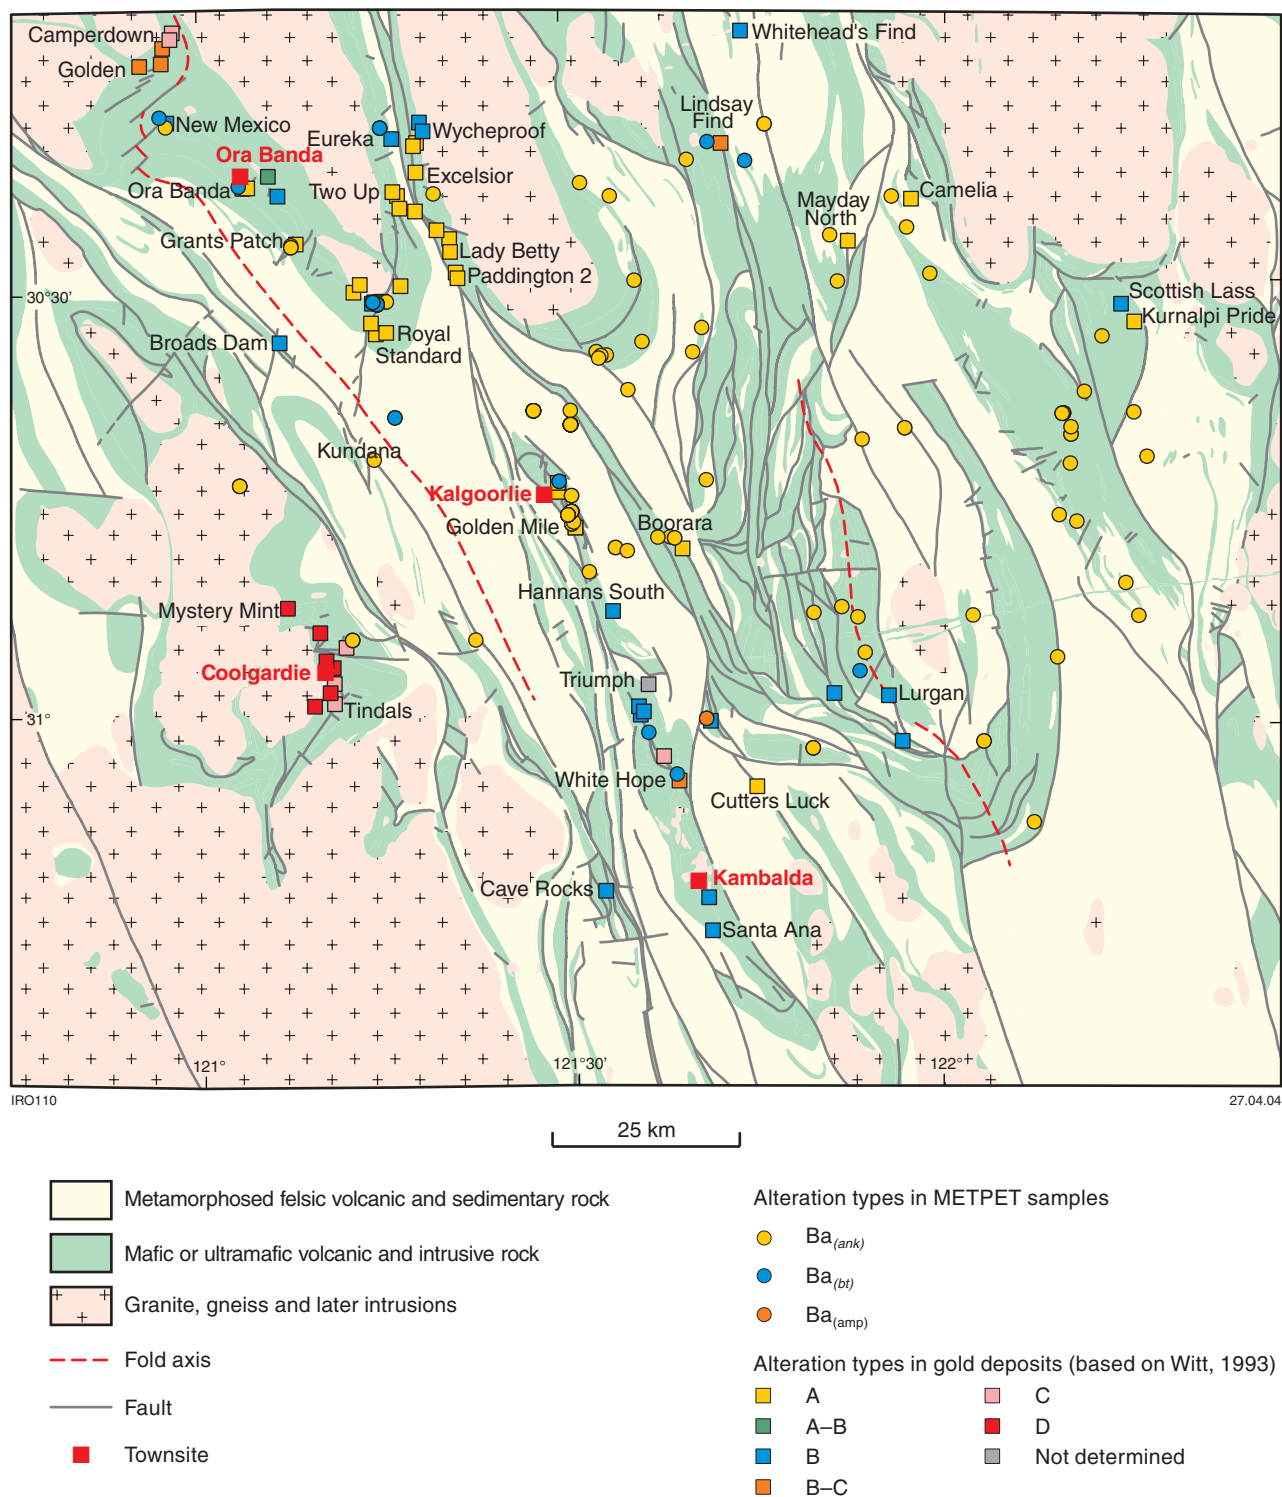 Camperdown
Golden
New Mexico
Ora Banda
Ora Banda
Grants Patch
Eureka
Wycheproof
Excelsior
Two Up
Lady Betty
Paddington 2
Royal
Standard
Broads Dam
Kundana
Whitehead's Find
Lindsay
Find
Mayday
North
Camelia
Scottish Lass
Kurnalpi Pride
30°30'
Kalgoorlie
Golden Mile
Boorara
Hannans South
Mystery Mint
Coolgardie
Tindals
Triumph
Lurgan
31°
White Hope
Cutters Luck
Cave Rocks
Kambalda
Santa Ana
121°
121°30'
122°
IRO110
27.04.04
25 km
Metamorphosed felsic volcanic and sedimentary rock
Mafic or ultramafic volcanic and intrusive rock
Granite, gneiss and later intrusions
Fold axis
Fault
Townsite
Alteration types in METPET samples
Ba(ank)
Ba(bt)
Ba(amp)
Alteration types in gold deposits (based on Witt, 1993)
A
A–B
B
B–C
C
D
Not determined